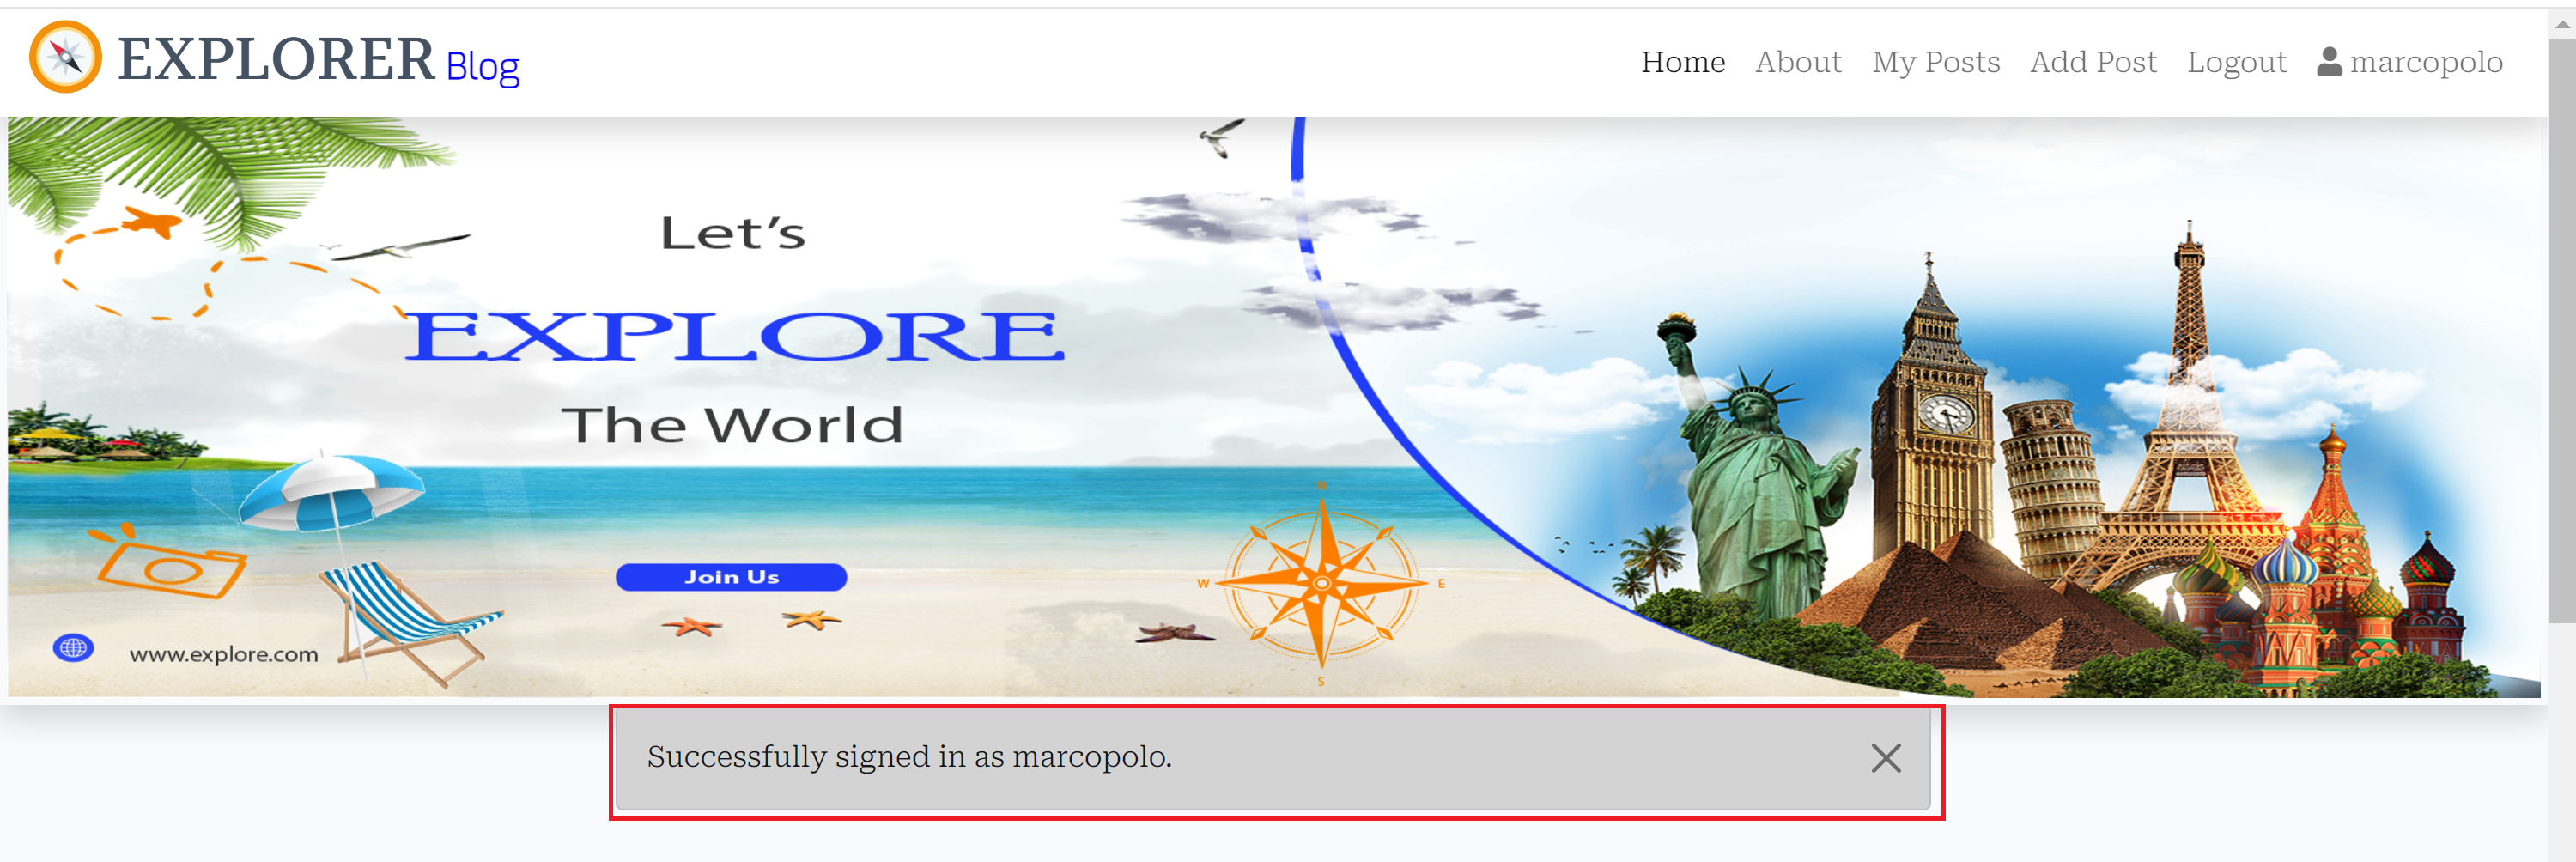 EXPLORER Blog
Home About My Posts Add Post Logout marcopolo
Let's
EXPLORE
The World
N
W E
S
Join Us
www.explore.com
Successfully signed in as marcopolo.